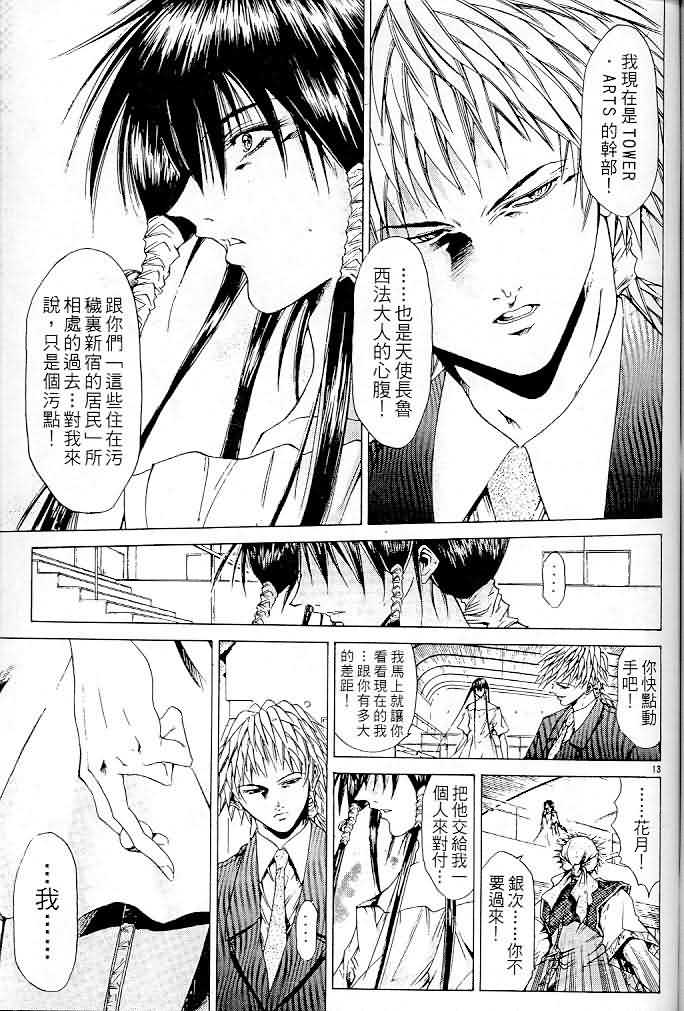 我現在是TOWER
・ARTS的幹部！
……也是天使長魯
西法大人的心腹！
跟你們「這些住在污
穢裏新宿的居民」所
相處的過去…對我來
說，只是個污點！
……
你快點動
手吧！
我馬上就讓你
看看現在的我
…跟你有多大
的差距！
13
……花月！
銀次…你不
要過來！
把他交給我一
個人來對付…
……
……我……